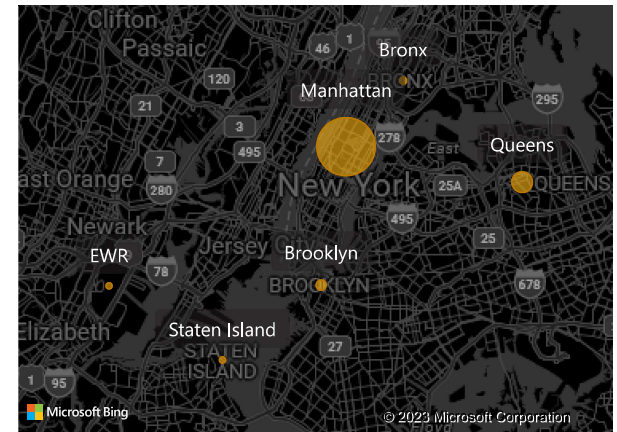 Clifton
Passaic
46
1
95
Bronx
BRONX
120
Manhattan
21
295
3
278
495
East
Queens
7
ast Orange
280
New York
25A
QUEENS
Newark
495
EWR
Jersey
Brooklyn
25
78
BROOKLYN
678
Elizabeth
Staten Island
STATEN
ISLAND
27
1
95
Microsoft Bing
© 2023 Microsoft Corporation